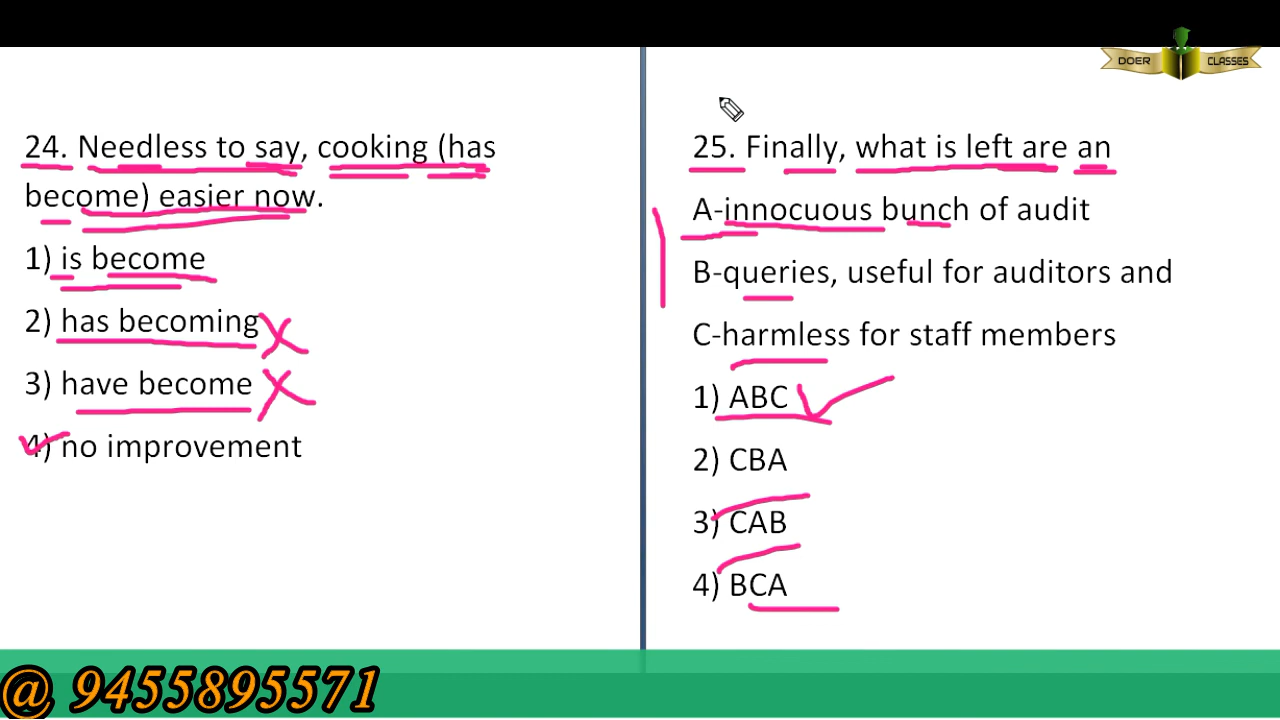 DOER CLASSES
24. Needless to say, cooking (has
become) easier now.
1) is become
2) has becoming
3) have become
4) no improvement
25. Finally, what is left are an
A-innocuous bunch of audit
B-queries, useful for auditors and
C-harmless for staff members
1) ABC
2) CBA
3) CAB
4) BCA
@ 9455895571